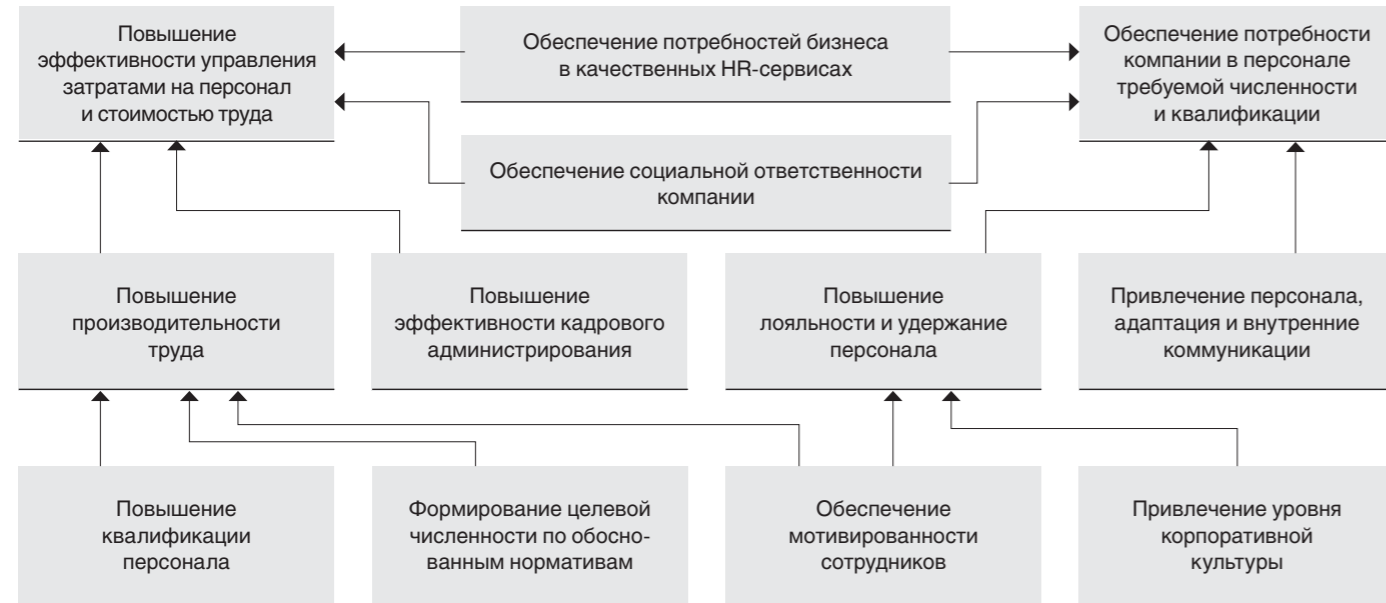 Повышение
эффективности управления
затратами на персонал
и стоимостью труда
Обеспечение потребностей бизнеса
в качественных HR-сервисах
Обеспечение потребности
компании в персонале
требуемой численности
и квалификации
Обеспечение социальной ответственности
компании
Повышение
производительности
труда
Повышение
эффективности кадрового
администрирования
Повышение
лояльности и удержание
персонала
Привлечение персонала,
адаптация и внутренние
коммуникации
Повышение
квалификации
персонала
Формирование целевой
численности по обосно-
ванным нормативам
Обеспечение
мотивированности
сотрудников
Привлечение уровня
корпоративной
культуры